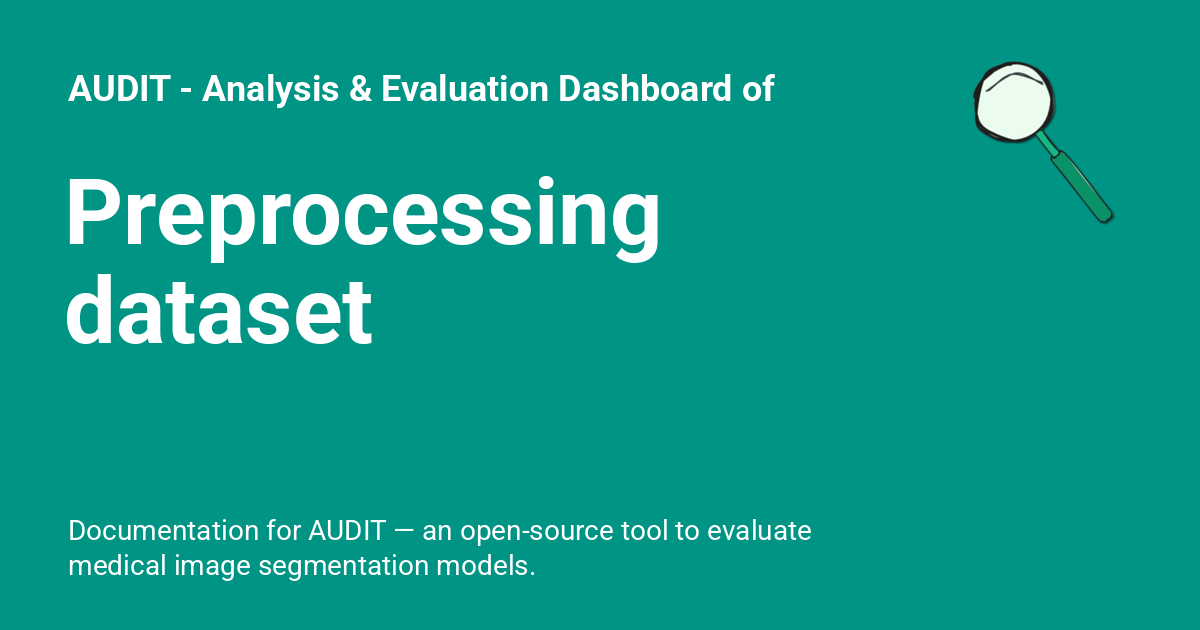 AUDIT - Analysis & Evaluation Dashboard of
Preprocessing
dataset
Documentation for AUDIT — an open-source tool to evaluate
medical image segmentation models.